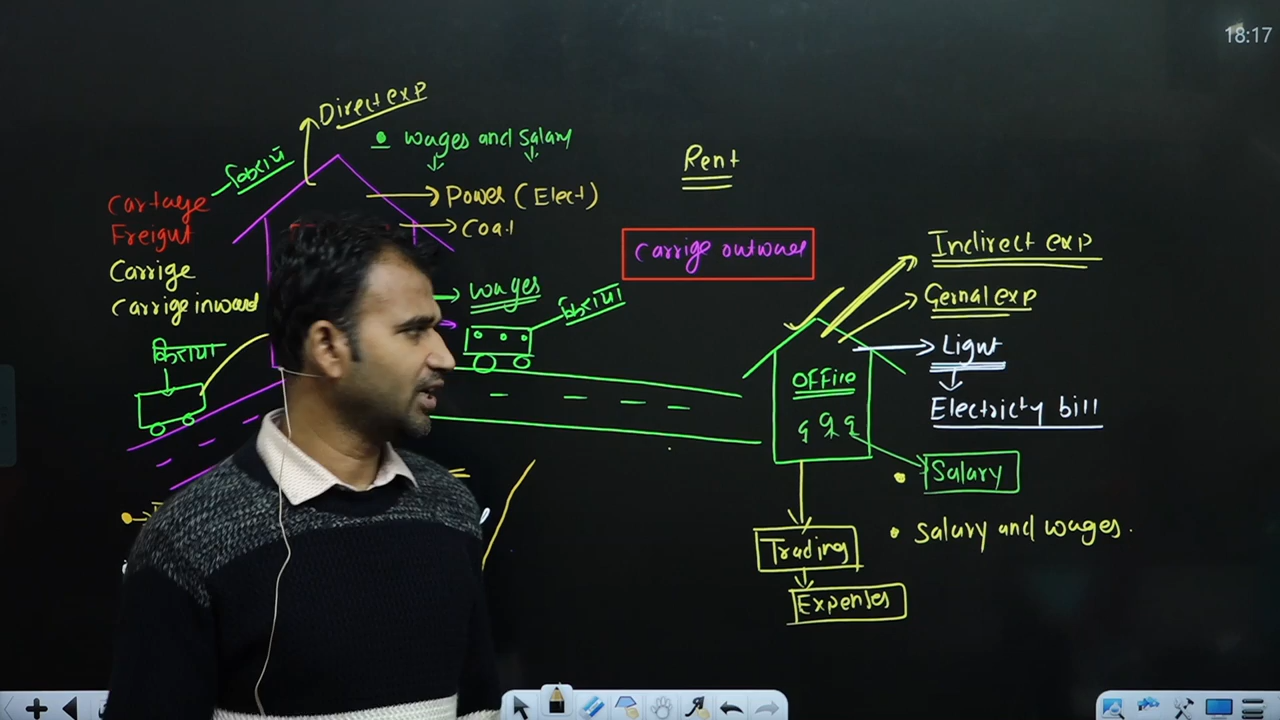 18:17
Direct exp
• wages and salary
किराया
Rent
Cartage
Power (Elect)
Freigut
Coal
Carrige outward
Indirect exp
Carrige
Gernal exp
Carrige inward
wages
किराया
Light
किराया
OFFice
Electricty bill
• Salary
• Salary and wages.
Trading
Expenses